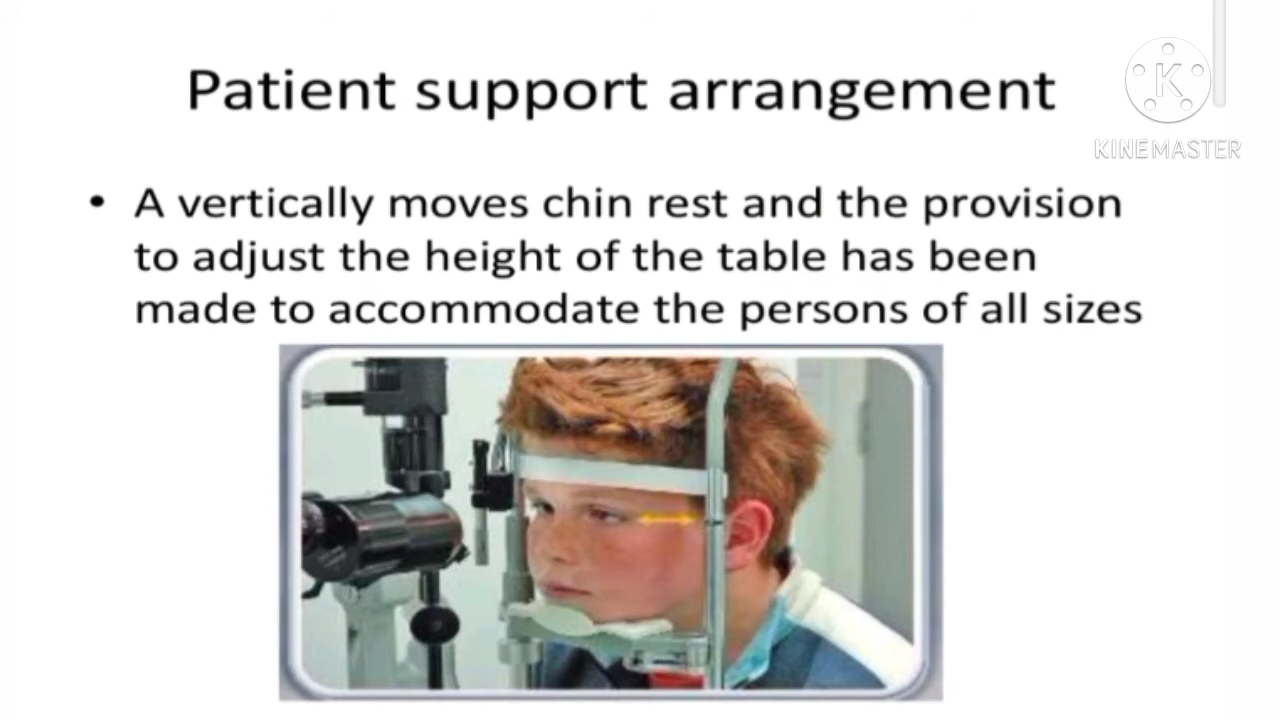 Patient support arrangement
K
KINEMASTER
• A vertically moves chin rest and the provision
to adjust the height of the table has been
made to accommodate the persons of all sizes